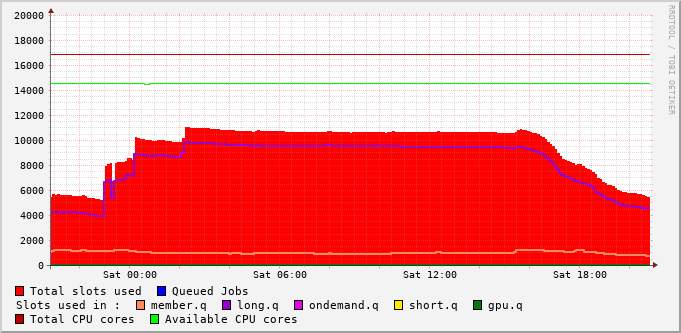 RRDTOOL / TOBI OETIKER
20000
18000
16000
14000
12000
10000
8000
6000
4000
2000
0
Sat 00:00 Sat 06:00 Sat 12:00 Sat 18:00
Total slots used Queued Jobs
Slots used in : member.q long.q ondemand.q short.q gpu.q
Total CPU cores Available CPU cores